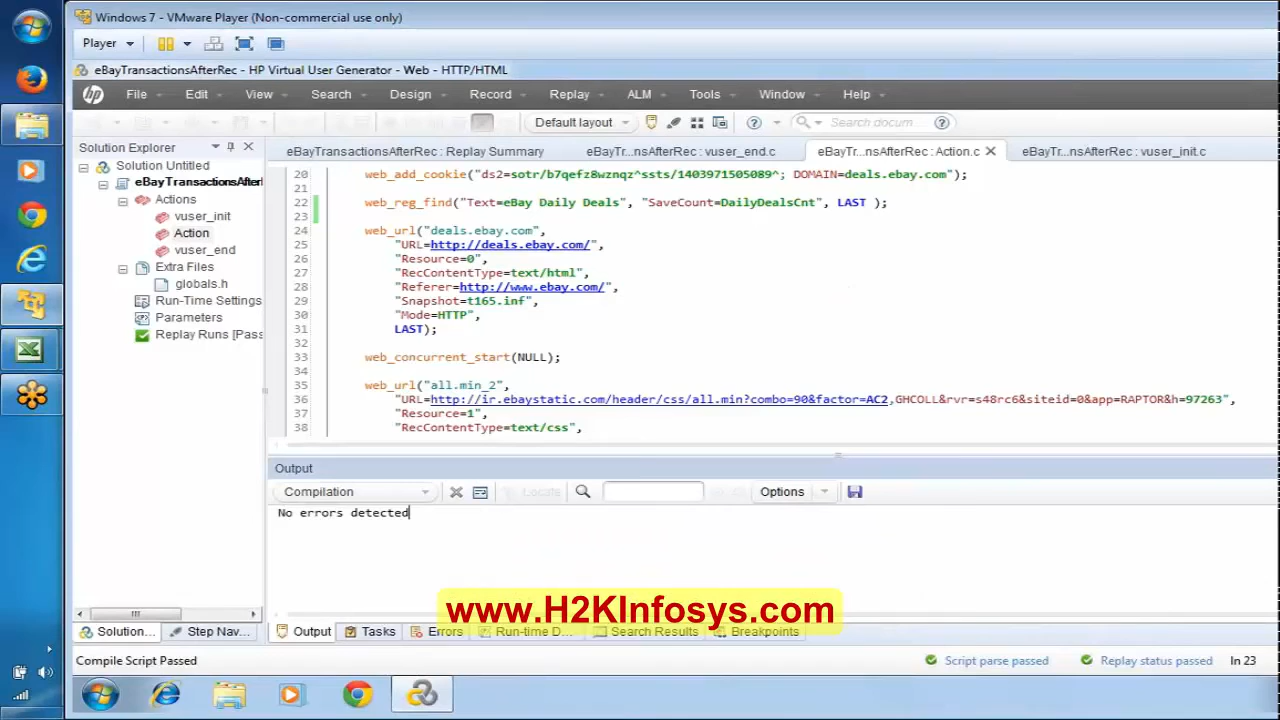 Windows 7 - VMware Player (Non-commercial use only)
Player
eBayTransactionsAfterRec - HP Virtual User Generator - Web - HTTP/HTML
hp File Edit View Search Design Record Replay ALM Tools Window Help
Default layout Search docum
Solution Explorer
eBayTransactionsAfterRec : Replay Summary
eBayTr...nsAfterRec : vuser_end.c
eBayTr...nsAfterRec : Action.c
eBayTr...nsAfterRec : vuser_init.c
Solution Untitled
eBayTransactionsAfterl
Actions
vuser_init
Action
vuser_end
Extra Files
globals.h
Run-Time Settings
Parameters
Replay Runs [Pass
20 web_add_cookie("ds2=sotr/b7qefz8wznqz^ssts/1403971505089^; DOMAIN=deals.ebay.com");
21
22 web_reg_find("Text=eBay Daily Deals", "SaveCount=DailyDealsCnt", LAST );
23
24 web_url("deals.ebay.com",
25 "URL=http://deals.ebay.com/",
26 "Resource=0",
27 "RecContentType=text/html",
28 "Referer=http://www.ebay.com/",
29 "Snapshot=t165.inf",
30 "Mode=HTTP",
31 LAST);
32
33 web_concurrent_start(NULL);
34
35 web_url("all.min_2",
36 "URL=http://ir.ebaystatic.com/header/css/all.min?combo=90&factor=AC2,GHCOLL&rvr=s48rc6&siteid=0&app=RAPTOR&h=97263",
37 "Resource=1",
38 "RecContentType=text/css",
Output
Compilation Locate Options
No errors detected
www.H2KInfosys.com
Solution... Step Nav... Output Tasks Errors Run-time D... Search Results Breakpoints
Compile Script Passed Script parse passed Replay status passed ln 23